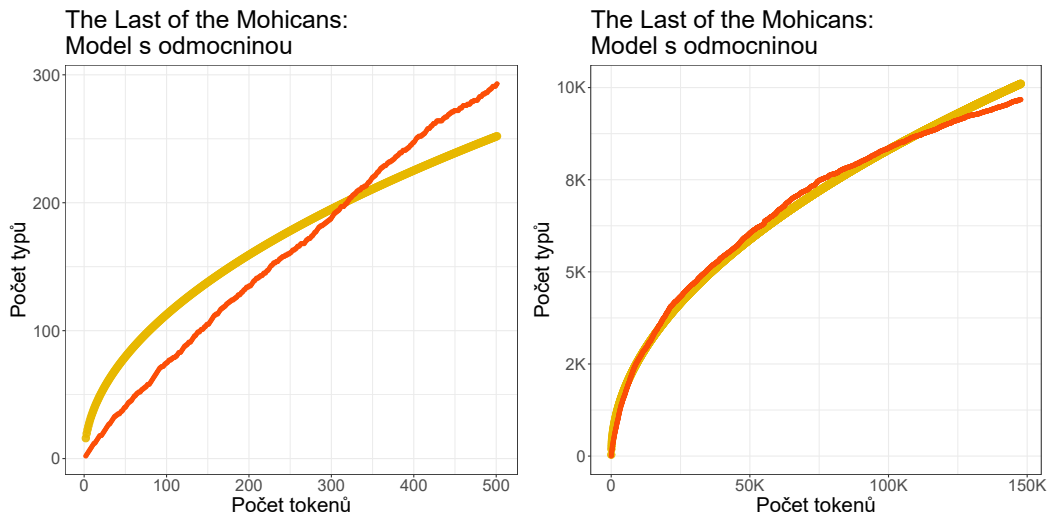 The Last of the Mohicans:
Model s odmocninou
300
200
100
0
Počet typů
0
100
200
300
400
500
Počet tokenů
The Last of the Mohicans:
Model s odmocninou
10K
8K
5K
2K
0
Počet typů
0
50K
100K
150K
Počet tokenů